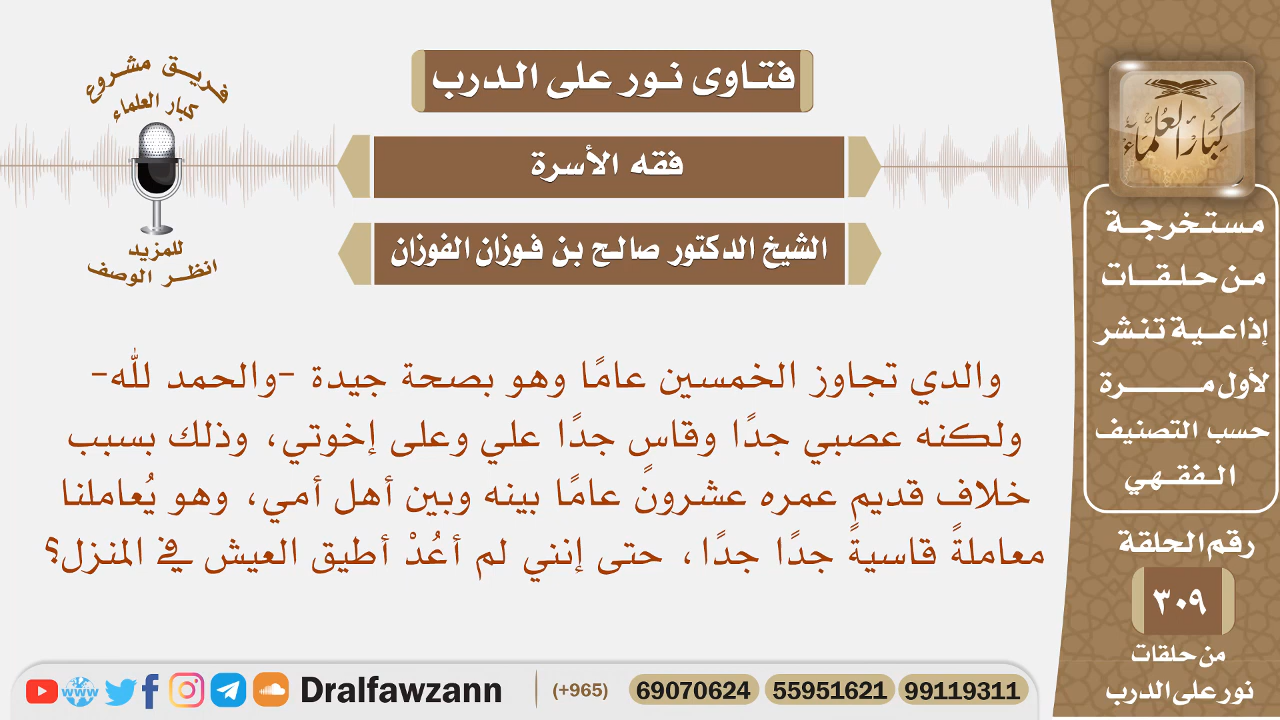 فتاوى نور على الدرب
فقه الأسرة
الشيخ الدكتور صالح بن فوزان الفوزان
فريق مشروع
كبار العلماء
للمزيد
انظر الوصف
والدي تجاوز الخمسين عامًا وهو بصحة جيدة -والحمد لله-
ولكنه عصبي جدًا وقاسٍ جدًا علي وعلى إخوتي، وذلك بسبب
خلاف قديم عمره عشرون عامًا بينه وبين أهل أمي، وهو يُعاملنا
معاملةً قاسيةً جدًا جدًا، حتى إنني لم أعُدْ أطيق العيش في المنزل؟
كبار العلماء
مستخرجة
من حلقات
إذاعية تنشر
لأول مرة
حسب التصنيف
الفقهي
رقم الحلقة
٣٠٩
من حلقات
نور على الدرب
www
Dralfawzann
(+965) 69070624 55951621 99119311